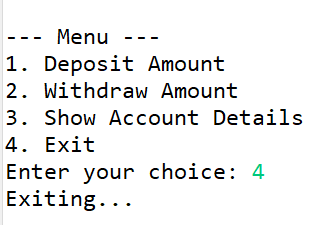 --- Menu ---
1. Deposit Amount
2. Withdraw Amount
3. Show Account Details
4. Exit
Enter your choice: 4
Exiting...